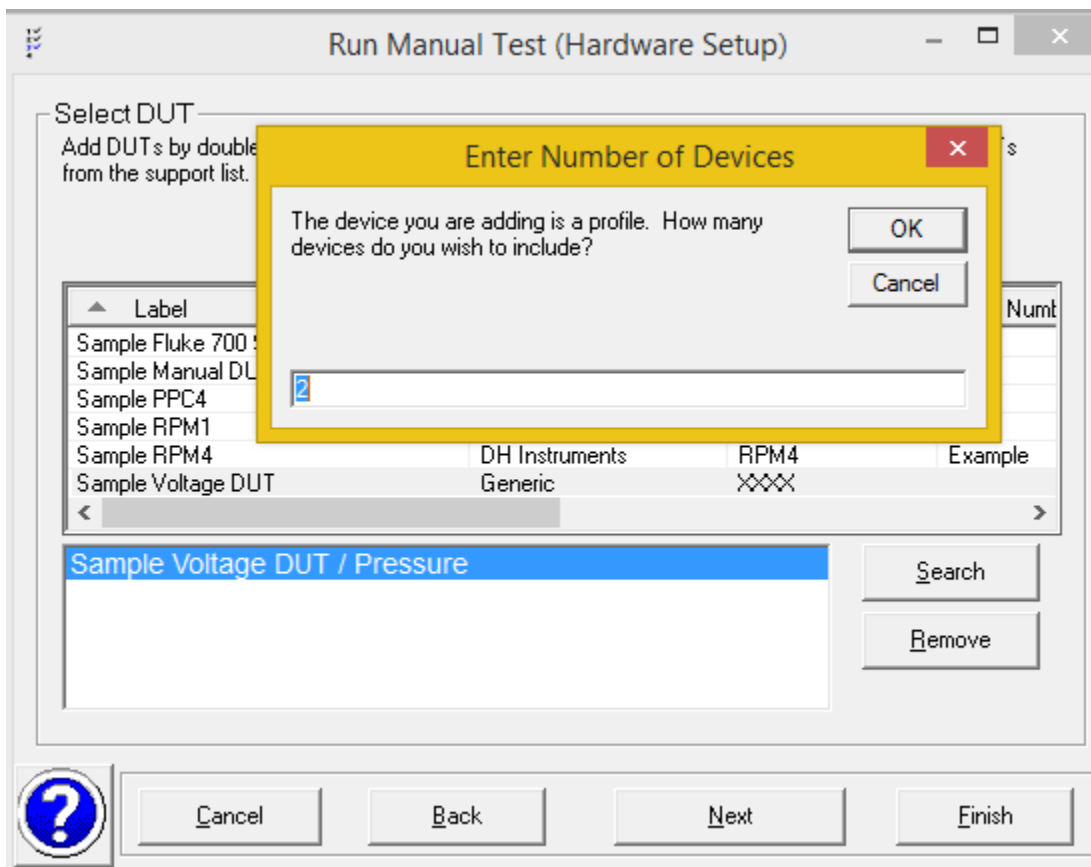 Run Manual Test (Hardware Setup)
Select DUT
Add DUTs by double
from the support list.
Enter Number of Devices
The device you are adding is a profile. How many
devices do you wish to include?
OK
Cancel
2
Label
Sample Fluke 700
Sample Manual DU
Sample PPC4
Sample RPM1
Sample RPM4 DH Instruments RPM4 Example
Sample Voltage DUT Generic XXXX
Sample Voltage DUT / Pressure
Search
Remove
Cancel Back Next Finish